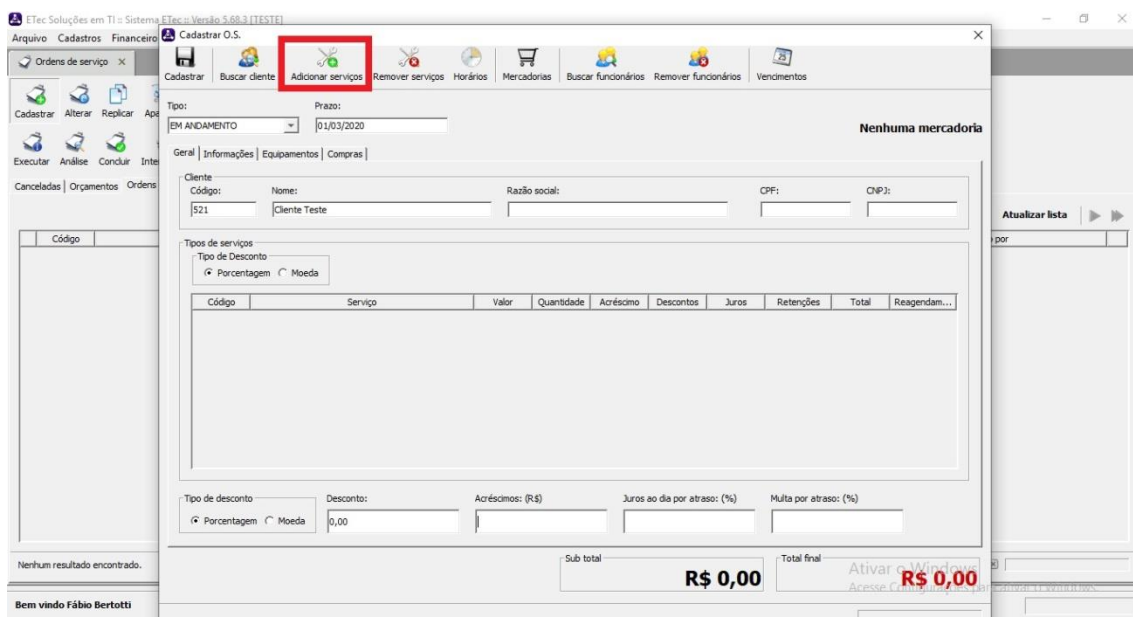 ETec Soluções em TI :: Sistema ETec :: Versão 5.68.3 [TESTE]
Arquivo Cadastros Financeiro
Cadastrar O.S.
Ordens de serviço
Cadastrar Buscar cliente Adicionar serviços Remover serviços Horários Mercadorias Buscar funcionários Remover funcionários Vencimentos
Cadastrar Alterar Replicar
Executar Análise Concluir
Canceladas Orçamentos Ordens
Tipo: Prazo:
EM ANDAMENTO 01/03/2020
Nenhuma mercadoria
Geral Informações Equipamentos Compras
Cliente
Código: Nome: Razão social: CPF: CNPJ:
521 Cliente Teste
Atualizar lista
Código
por
Tipos de serviços
Tipo de Desconto
Porcentagem Moeda
Código Serviço Valor Quantidade Acréscimo Descontos Juros Retenções Total Reagendam...
Tipo de desconto Desconto: Acréscimos: (R$) Juros ao dia por atraso: (%) Multa por atraso: (%)
Porcentagem Moeda 0,00
Nenhum resultado encontrado.
Sub total Total final
R$ 0,00 R$ 0,00
Ativar o Windows
Acesse Configurações para ativar o Windows.
Bem vindo Fábio Bertotti